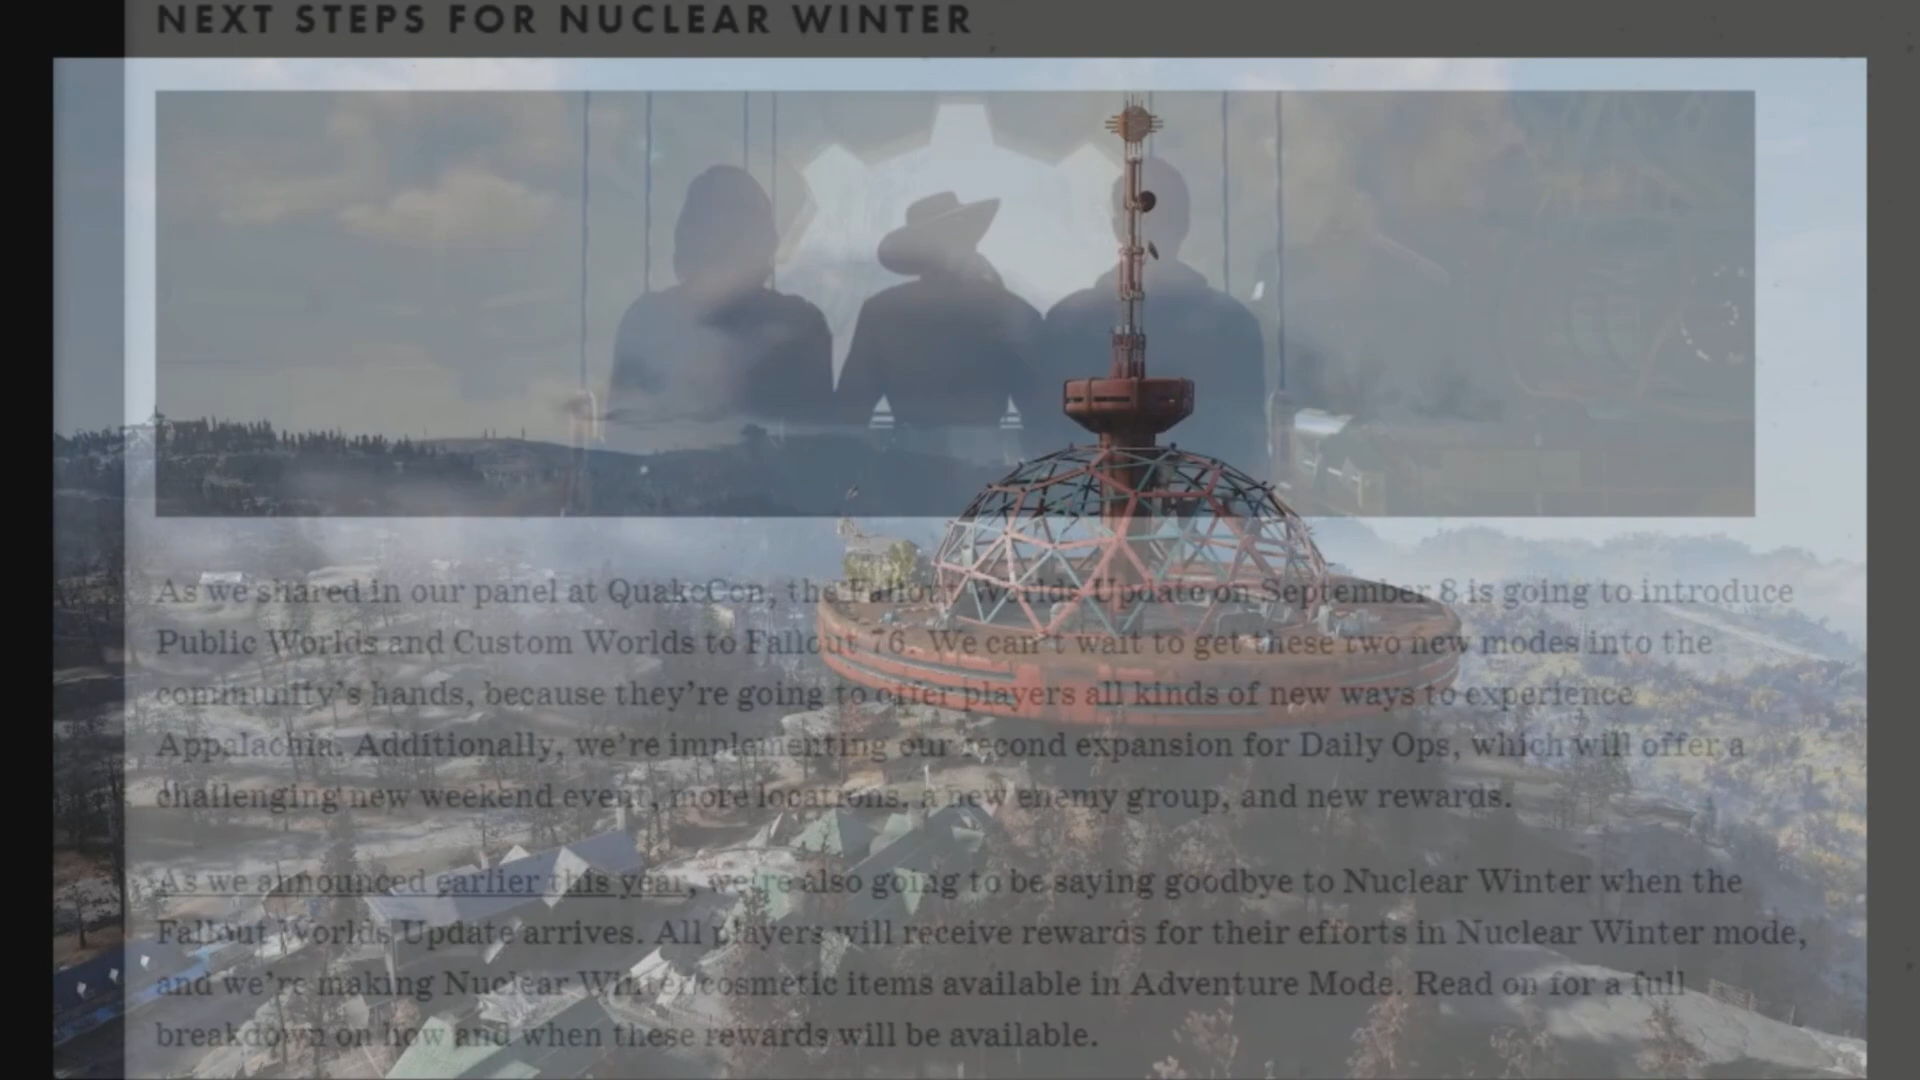 NEXT STEPS FOR NUCLEAR WINTER
As we shared in our panel at QuakeCon, the Fallout Worlds Update on September 8 is going to introduce
Public Worlds and Custom Worlds to Fallout 76. We can't wait to get these two new modes into the
community's hands, because they're going to offer players all kinds of new ways to experience
Appalachia. Additionally, we're implementing our second expansion for Daily Ops, which will offer a
challenging new weekend event, more locations, a new enemy group, and new rewards.
As we announced earlier this year, we're also going to be saying goodbye to Nuclear Winter when the
Fallout Worlds Update arrives. All players will receive rewards for their efforts in Nuclear Winter mode,
and we're making Nuclear Winter cosmetic items available in Adventure Mode. Read on for a full
breakdown on how and when these rewards will be available.